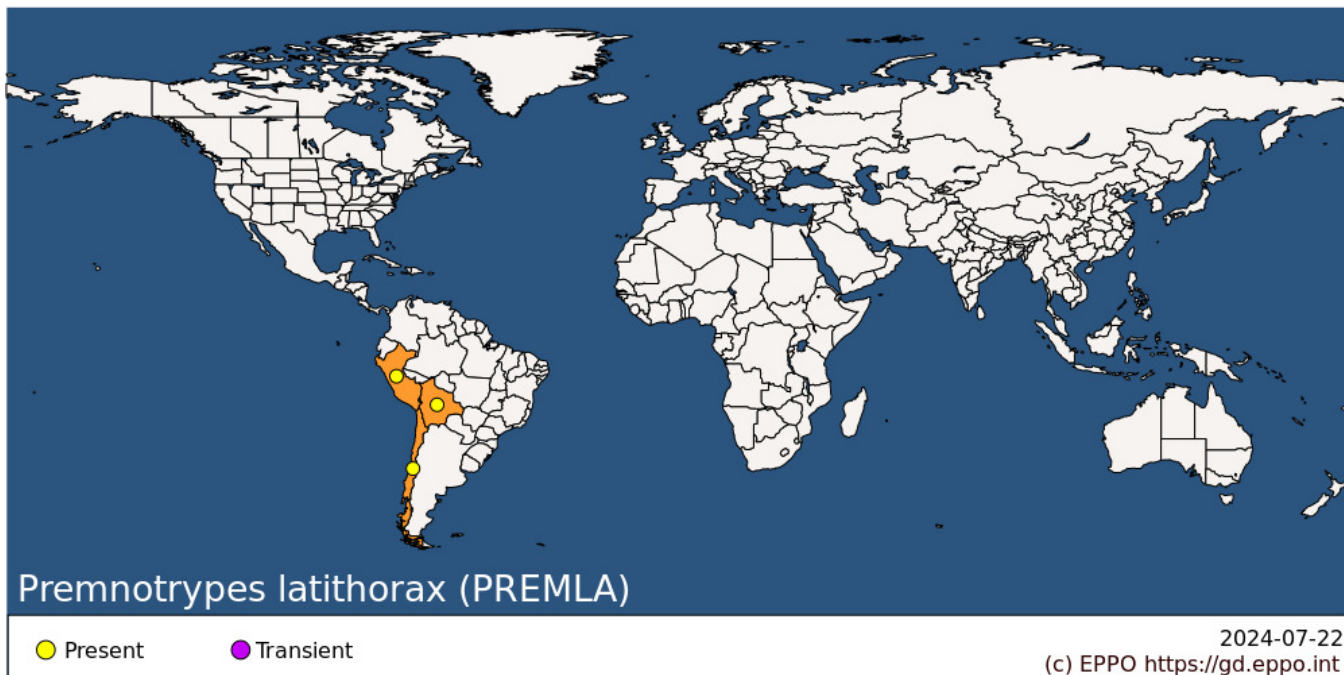 Premnotrypes latithorax (PREMLA)
Present
Transient
2024-07-22
(c) EPPO https://gd.eppo.int